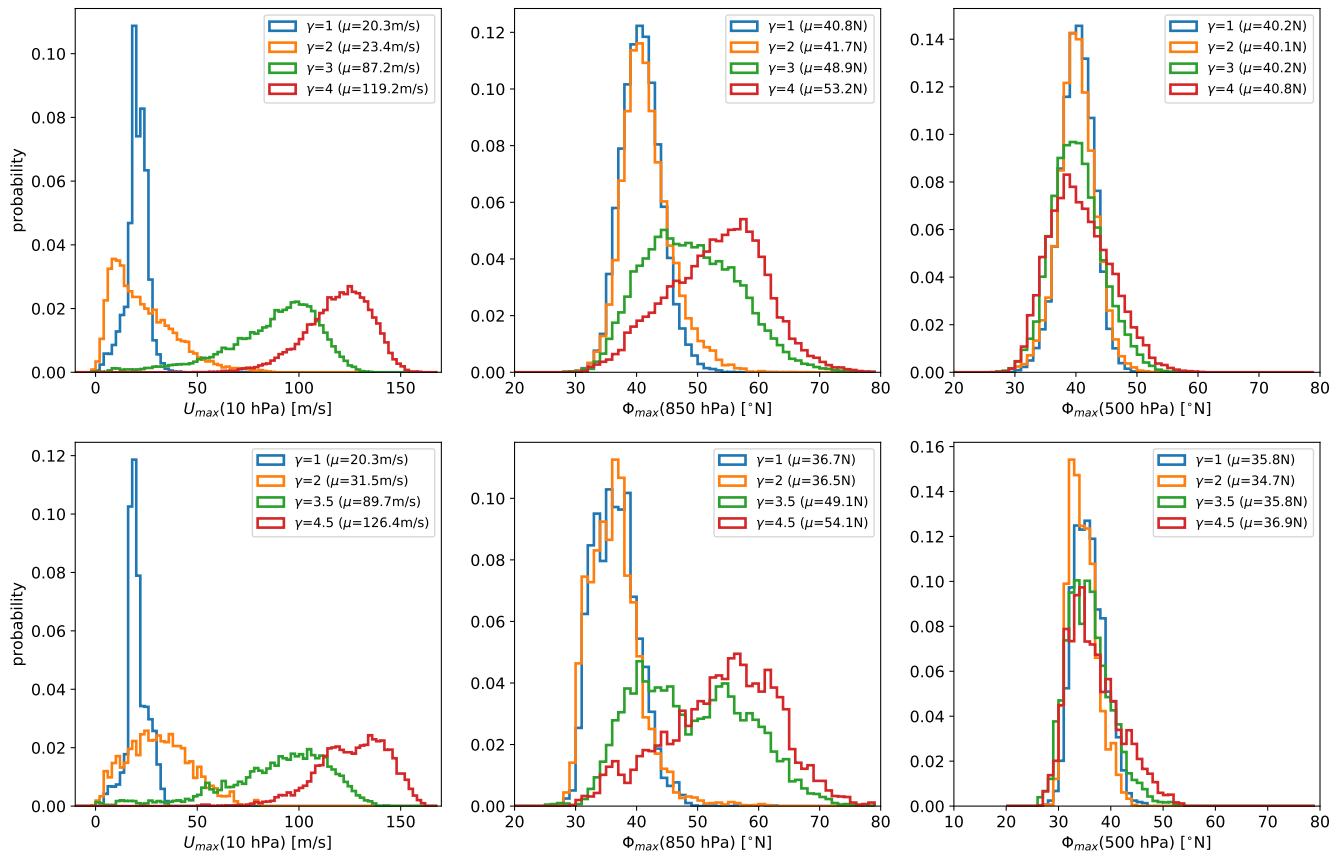 probability
0.10
0.08
0.06
0.04
0.02
0.00
0
50
100
150
U_max(10 hPa) [m/s]
γ=1 (μ=20.3m/s)
γ=2 (μ=23.4m/s)
γ=3 (μ=87.2m/s)
γ=4 (μ=119.2m/s)
0.12
0.10
0.08
0.06
0.04
0.02
0.00
20
30
40
50
60
70
80
Φ_max(850 hPa) [°N]
γ=1 (μ=40.8N)
γ=2 (μ=41.7N)
γ=3 (μ=48.9N)
γ=4 (μ=53.2N)
0.14
0.12
0.10
0.08
0.06
0.04
0.02
0.00
20
30
40
50
60
70
80
Φ_max(500 hPa) [°N]
γ=1 (μ=40.2N)
γ=2 (μ=40.1N)
γ=3 (μ=40.2N)
γ=4 (μ=40.8N)
probability
0.12
0.10
0.08
0.06
0.04
0.02
0.00
0
50
100
150
U_max(10 hPa) [m/s]
γ=1 (μ=20.3m/s)
γ=2 (μ=31.5m/s)
γ=3.5 (μ=89.7m/s)
γ=4.5 (μ=126.4m/s)
0.10
0.08
0.06
0.04
0.02
0.00
20
30
40
50
60
70
80
Φ_max(850 hPa) [°N]
γ=1 (μ=36.7N)
γ=2 (μ=36.5N)
γ=3.5 (μ=49.1N)
γ=4.5 (μ=54.1N)
0.16
0.14
0.12
0.10
0.08
0.06
0.04
0.02
0.00
10
20
30
40
50
60
70
80
Φ_max(500 hPa) [°N]
γ=1 (μ=35.8N)
γ=2 (μ=34.7N)
γ=3.5 (μ=35.8N)
γ=4.5 (μ=36.9N)